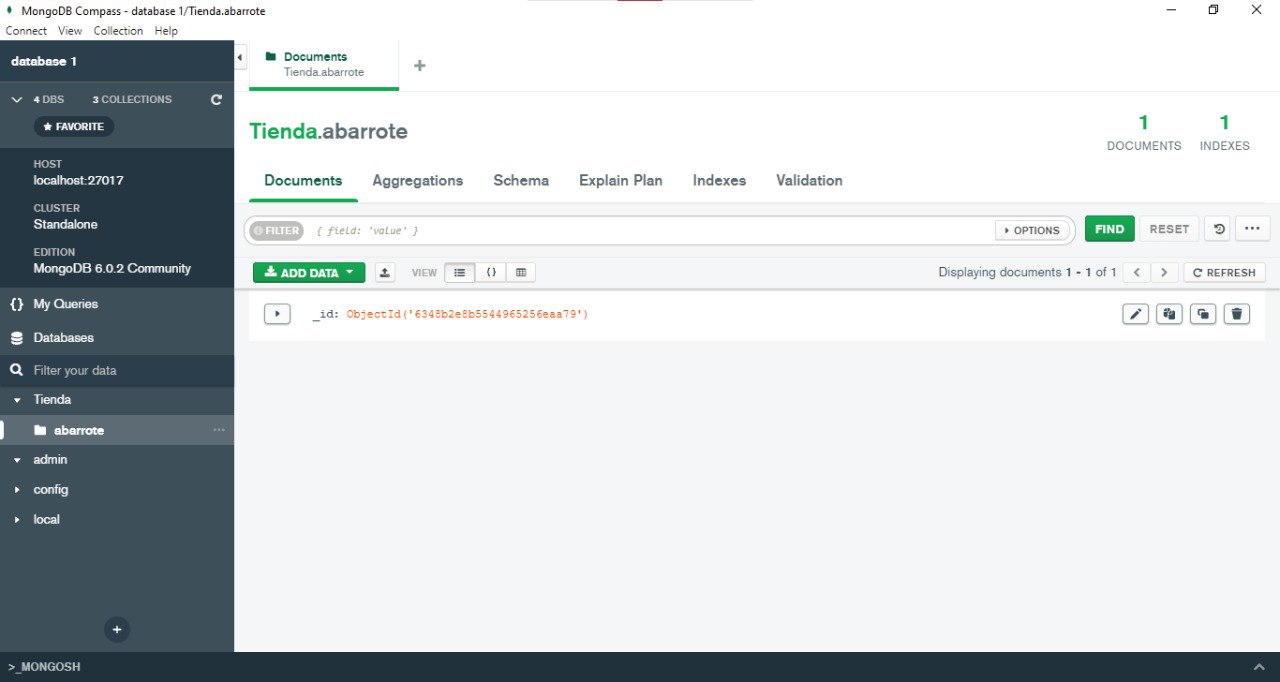 MongoDB Compass - database 1/Tienda.abarrote
Connect View Collection Help
database 1
4 DBS 3 COLLECTIONS
FAVORITE
HOST
localhost:27017
CLUSTER
Standalone
EDITION
MongoDB 6.0.2 Community
{} My Queries
Databases
Filter your data
Tienda
abarrote
...
admin
config
local
+
Documents
Tienda.abarrote
+
Tienda.abarrote
1 DOCUMENTS
1 INDEXES
Documents Aggregations Schema Explain Plan Indexes Validation
FILTER { field: 'value' } OPTIONS FIND RESET ...
ADD DATA VIEW {} Displaying documents 1 - 1 of 1 < > REFRESH
_id: ObjectId('6348b2e8b5544965256eaa79')
>_MONGOSH